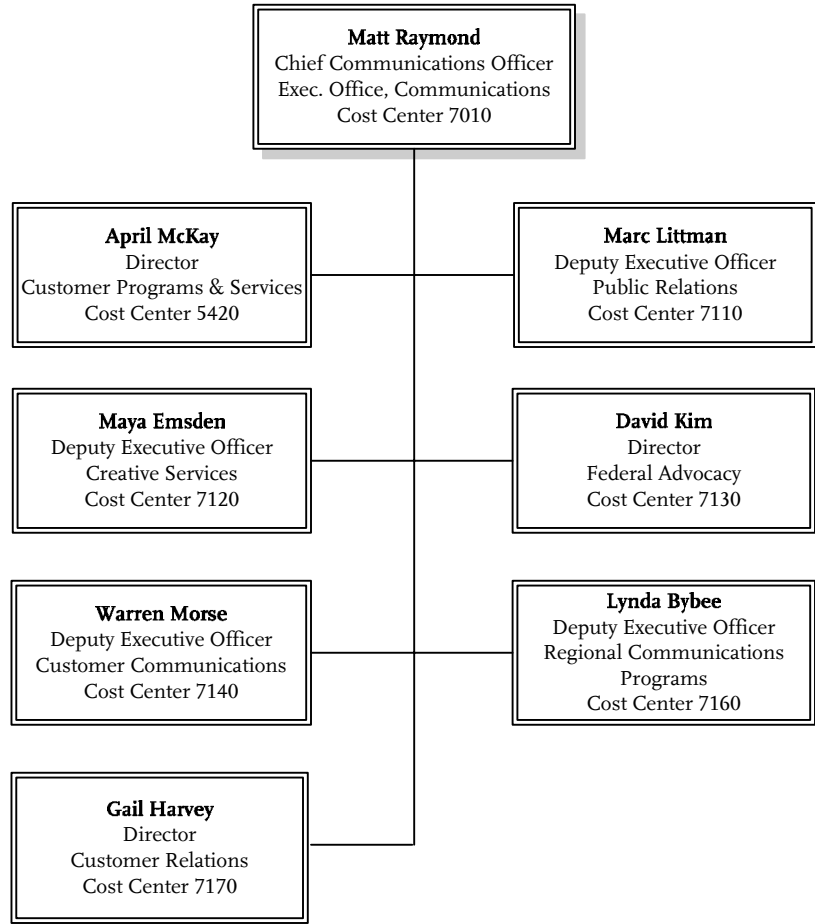 Matt Raymond
Chief Communications Officer
Exec. Office, Communications
Cost Center 7010
April McKay
Director
Customer Programs & Services
Cost Center 5420
Marc Littman
Deputy Executive Officer
Public Relations
Cost Center 7110
Maya Emsden
Deputy Executive Officer
Creative Services
Cost Center 7120
David Kim
Director
Federal Advocacy
Cost Center 7130
Warren Morse
Deputy Executive Officer
Customer Communications
Cost Center 7140
Lynda Bybee
Deputy Executive Officer
Regional Communications
Programs
Cost Center 7160
Gail Harvey
Director
Customer Relations
Cost Center 7170